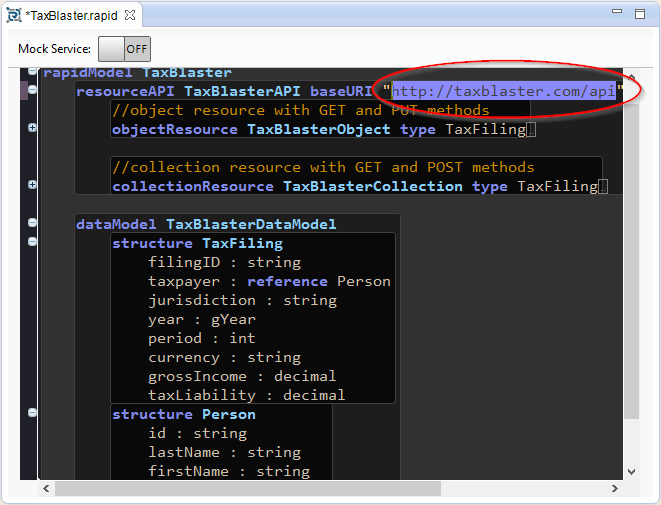 *TaxBlaster.rapid
Mock Service: OFF
rapidModel TaxBlaster
resourceAPI TaxBlasterAPI baseURI "http://taxblaster.com/api"
//object resource with GET and PUT methods
objectResource TaxBlasterObject type TaxFiling
//collection resource with GET and POST methods
collectionResource TaxBlasterCollection type TaxFiling
dataModel TaxBlasterDataModel
structure TaxFiling
filingID : string
taxpayer : reference Person
jurisdiction : string
year : gYear
period : int
currency : string
grossIncome : decimal
taxLiability : decimal
structure Person
id : string
lastName : string
firstName : string